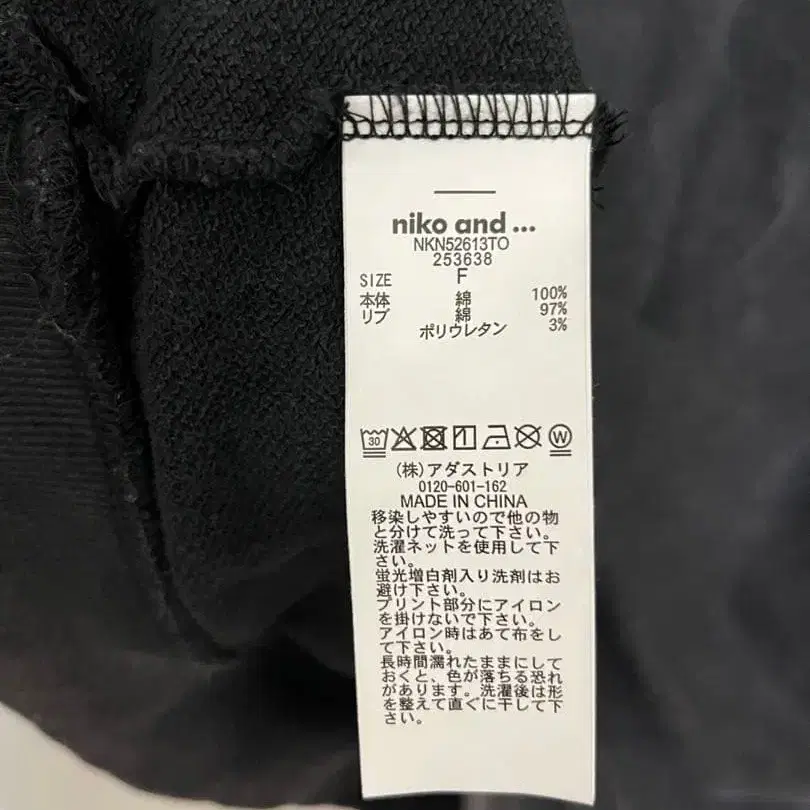 niko and ...
NKN52613TO
253638
SIZE F
本体 綿 100%
リブ 綿 97%
ポリウレタン 3%
30
W
(株)アダストリア
0120-601-162
MADE IN CHINA
移染しやすいので他の物
と分けて洗って下さい。
洗濯ネットを使用して下
さい。
蛍光増白剤入り洗剤はお
避け下さい。
プリント部分にアイロン
を掛けないで下さい。
アイロン時はあて布をし
て下さい。
長時間濡れたままにして
おくと、色が落ちる恐れ
があります。洗濯後は形
を整えて直ぐに干して下
さい。